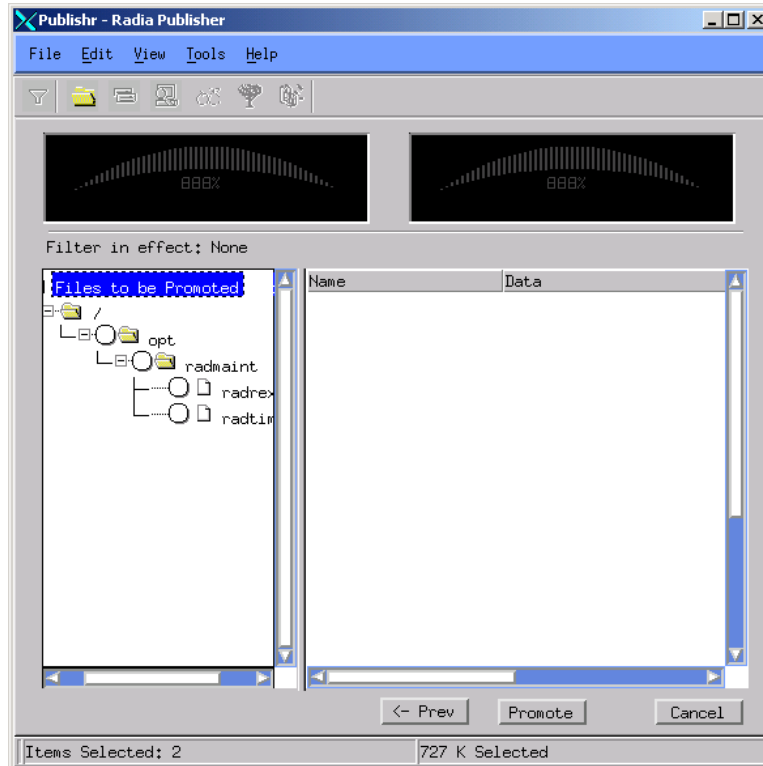 Publishr - Radia Publisher
File Edit View Tools Help
888% 888%
Filter in effect: None
Files to be Promoted
Name Data
/
opt
radmaint
radrex
radtim
<- Prev Promote Cancel
Items Selected: 2 727 K Selected